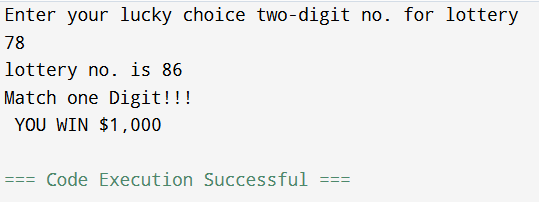 Enter your lucky choice two-digit no. for lottery
78
lottery no. is 86
Match one Digit!!!
YOU WIN $1,000
=== Code Execution Successful ===